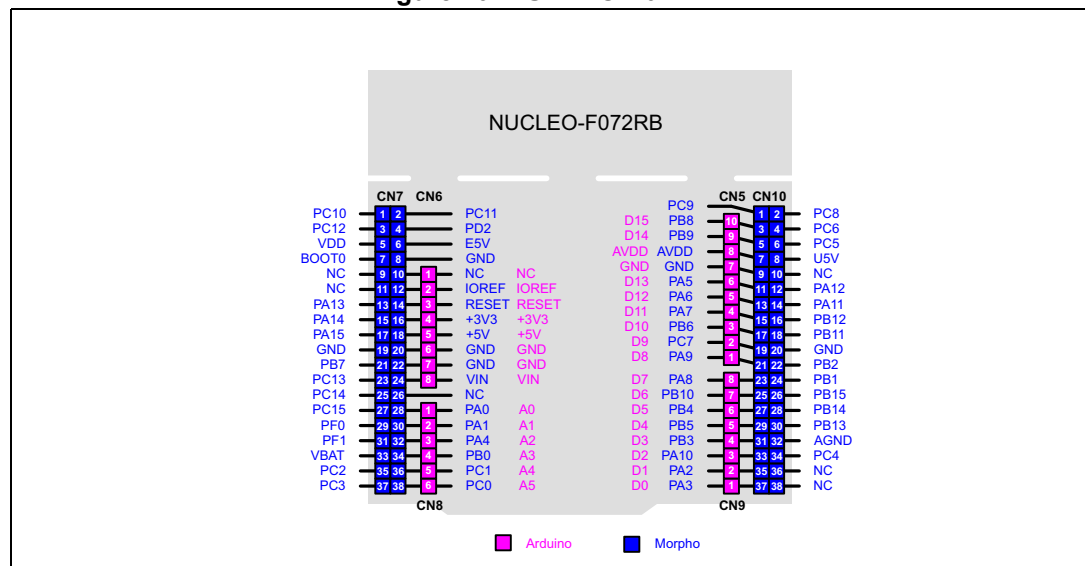 NUCLEO-F072RB
CN7 CN6
PC10 1 2 PC11
PC12 3 4 PD2
VDD 5 6 E5V
BOOT0 7 8 GND
NC 9 10 1 NC NC
NC 11 12 2 IOREF IOREF
PA13 13 14 3 RESET RESET
PA14 15 16 4 +3V3 +3V3
PA15 17 18 5 +5V +5V
GND 19 20 6 GND GND
PB7 21 22 7 GND GND
PC13 23 24 8 VIN VIN
PC14 25 26 NC
PC15 27 28 1 PA0 A0
PF0 29 30 2 PA1 A1
PF1 31 32 3 PA4 A2
VBAT 33 34 4 PB0 A3
PC2 35 36 5 PC1 A4
PC3 37 38 6 PC0 A5
CN8
CN5 CN10
PC9 1 2 PC8
D15 PB8 10 3 4 PC6
D14 PB9 9 5 6 PC5
AVDD AVDD 8 7 8 U5V
GND GND 7 9 10 NC
D13 PA5 6 11 12 PA12
D12 PA6 5 13 14 PA11
D11 PA7 4 15 16 PB12
D10 PB6 3 17 18 PB11
D9 PC7 2 19 20 GND
D8 PA9 1 21 22 PB2
D7 PA8 8 23 24 PB1
D6 PB10 7 25 26 PB15
D5 PB4 6 27 28 PB14
D4 PB5 5 29 30 PB13
D3 PB3 4 31 32 AGND
D2 PA10 3 33 34 PC4
D1 PA2 2 35 36 NC
D0 PA3 1 37 38 NC
CN9
Arduino
Morpho